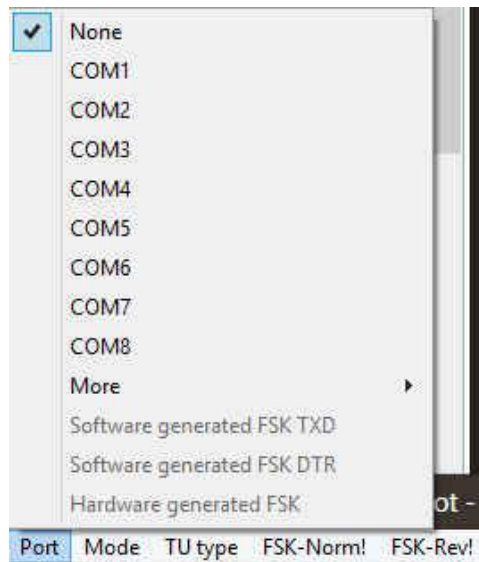 None
COM1
COM2
COM3
COM4
COM5
COM6
COM7
COM8
More
Software generated FSK TXD
Software generated FSK DTR
Hardware generated FSK
ot -
Port Mode TU type FSK-Norm! FSK-Rev!